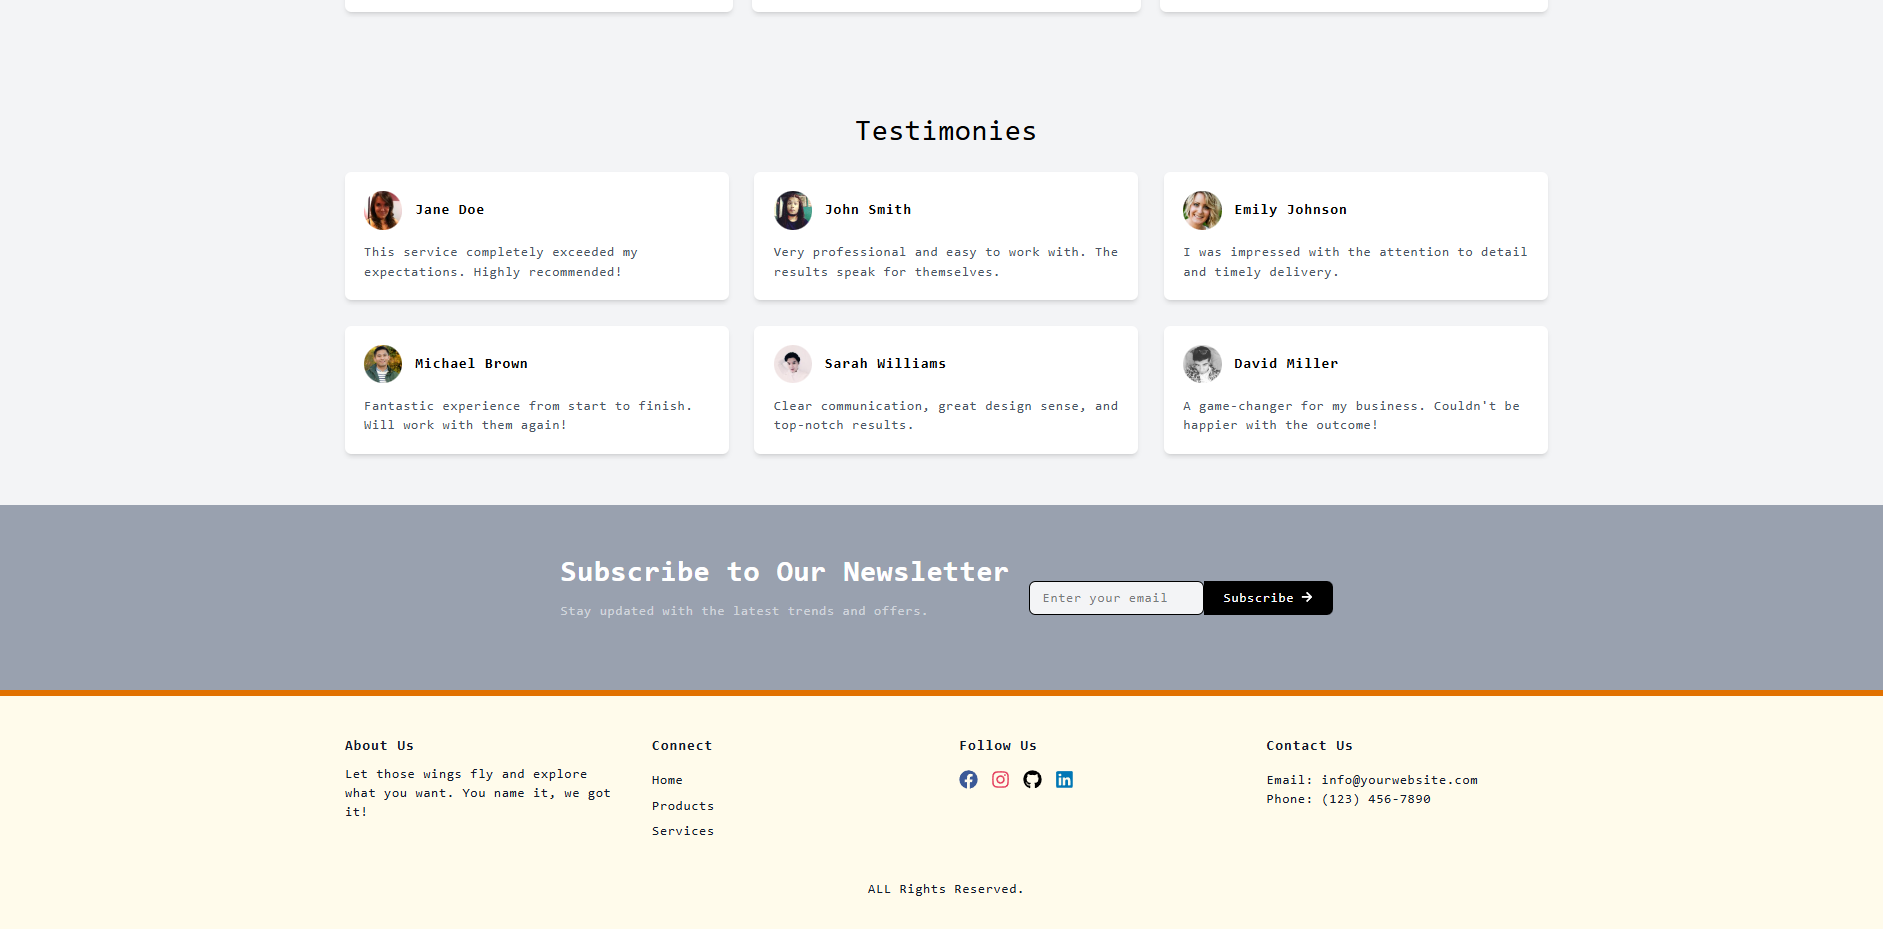 Testimonies
Jane Doe
This service completely exceeded my
expectations. Highly recommended!
John Smith
Very professional and easy to work with. The
results speak for themselves.
Emily Johnson
I was impressed with the attention to detail
and timely delivery.
Michael Brown
Fantastic experience from start to finish.
Will work with them again!
Sarah Williams
Clear communication, great design sense, and
top-notch results.
David Miller
A game-changer for my business. Couldn't be
happier with the outcome!
Subscribe to Our Newsletter
Stay updated with the latest trends and offers.
Enter your email
Subscribe →
About Us
Let those wings fly and explore
what you want. You name it, we got
it!
Connect
Home
Products
Services
Follow Us
Contact Us
Email: info@yourwebsite.com
Phone: (123) 456-7890
ALL Rights Reserved.